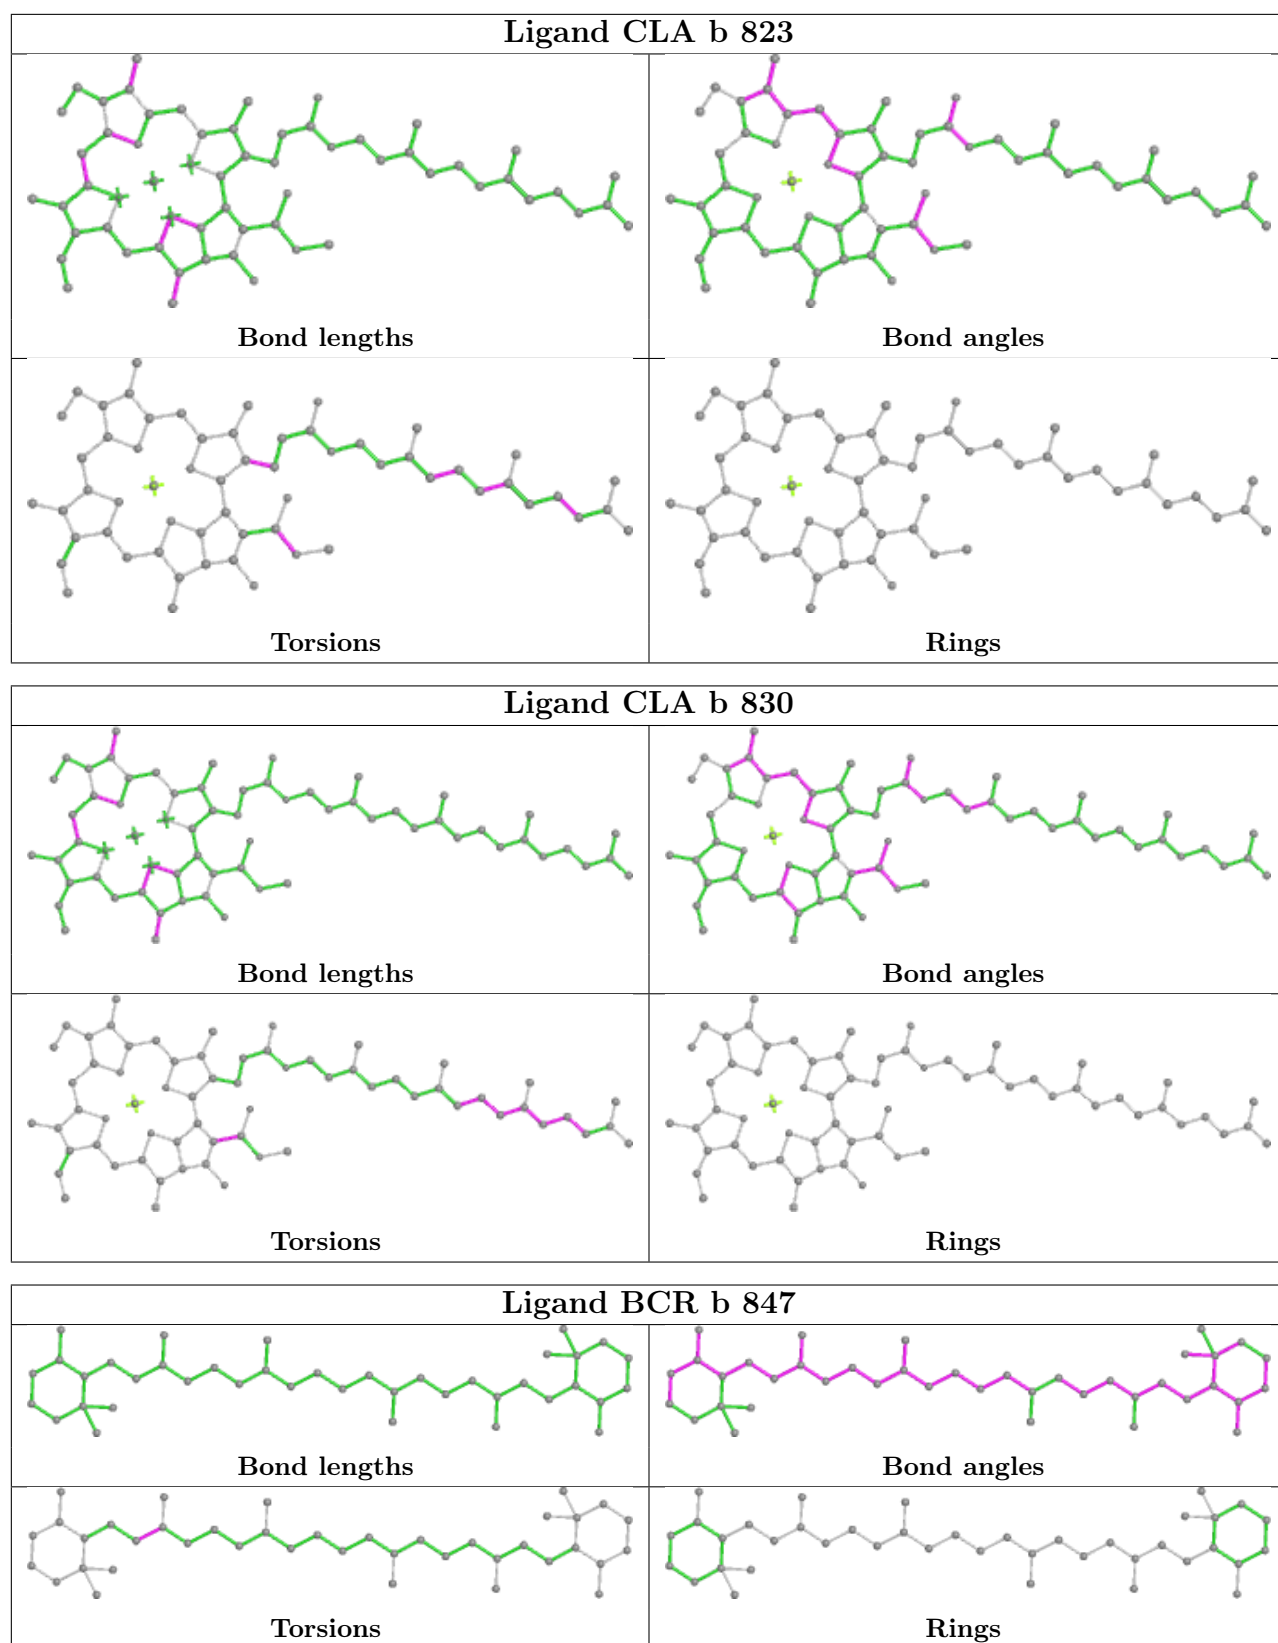 Ligand CLA b 823
Bond lengths
Bond angles
Torsions
Rings
Ligand CLA b 830
Bond lengths
Bond angles
Torsions
Rings
Ligand BCR b 847
Bond lengths
Bond angles
Torsions
Rings